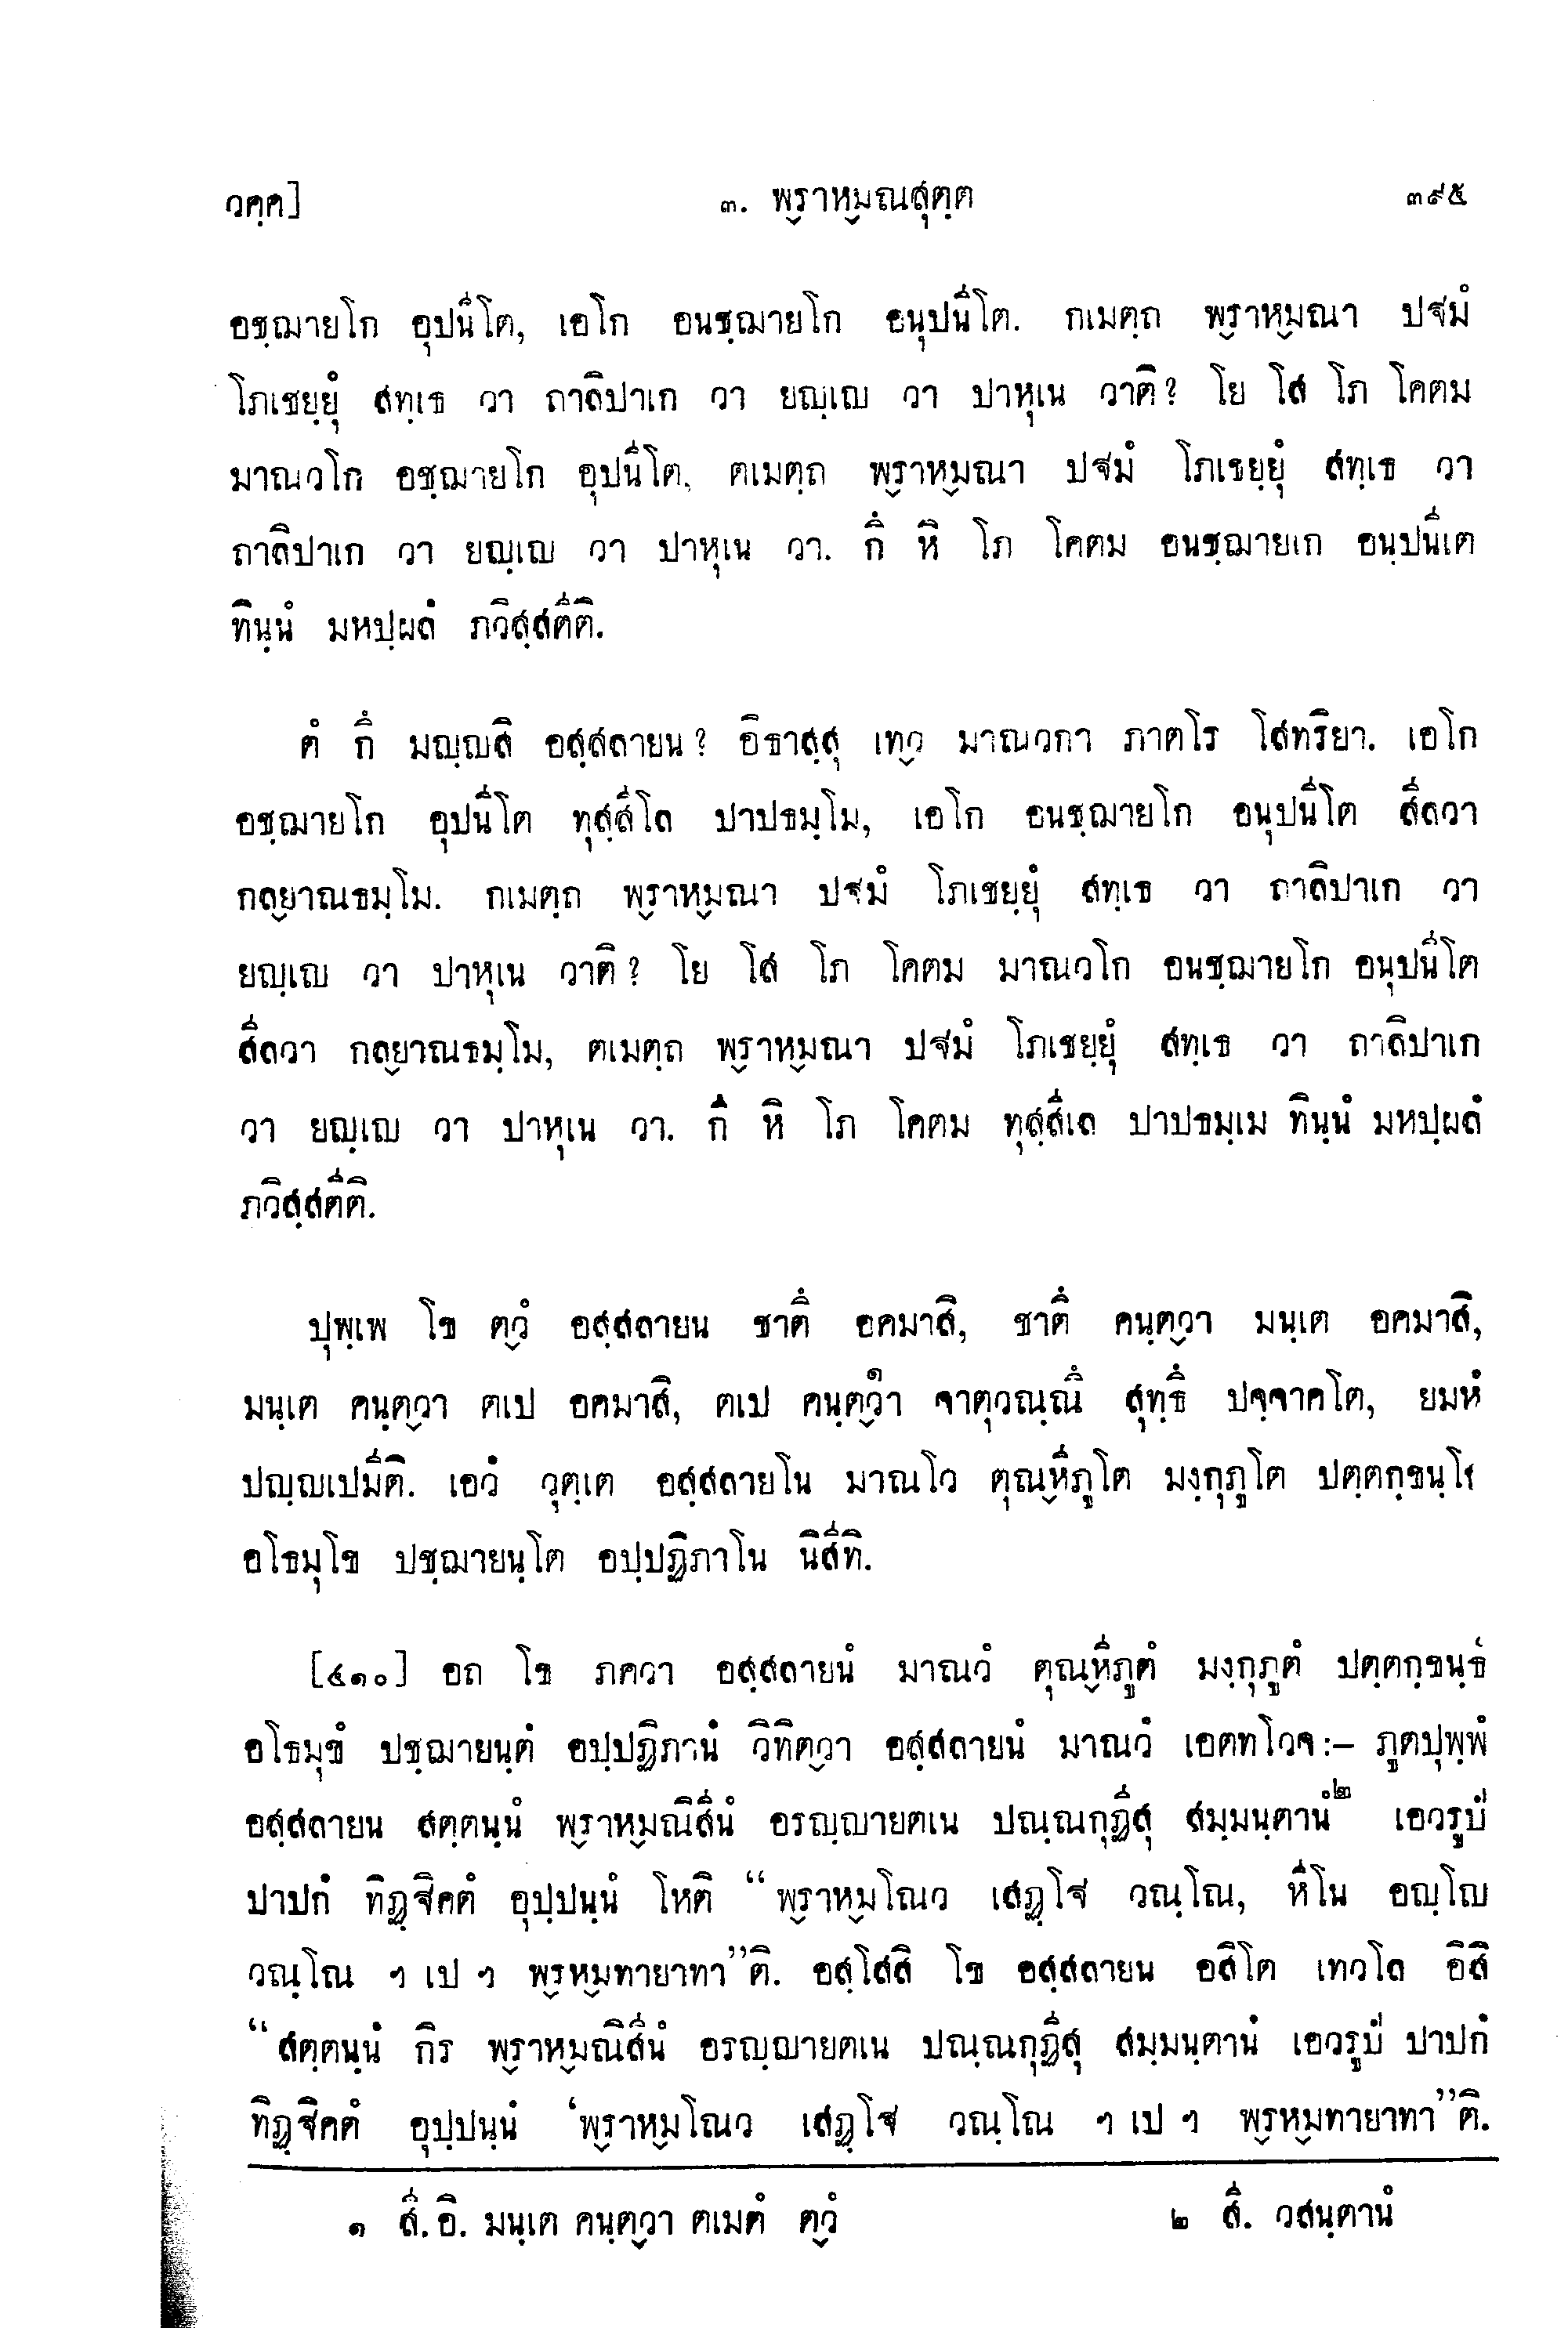 วคฺค]	๓. พฺราหฺมณสุตฺต	๓๙๕
อชฺฌายโก อุปนีโต, เอโก อนชฺฌายโก อนุปนีโต. กเมตฺถ พฺราหฺมณา ปฐมํ
โภเชยฺยุํ สทฺเธ วา ถาลิปาเก วา ยญฺเญ วา ปาหุเน วาติ? โย โส โภ โคตม
มาณวโก อชฺฌายโก อุปนีโต, ตเมตฺถ พฺราหฺมณา ปฐมํ โภเชยฺยุํ สทฺเธ วา
ถาลิปาเก วา ยญฺเญ วา ปาหุเน วา. กึ หิ โภ โคตม อนชฺฌายเก อนุปนีเต
ทินฺนํ มหปฺผลํ ภวิสฺสตีติ.
ตํ กึ มญฺญสิ อสฺสลายน? อิธาสฺสุ เทฺว มาณวกา ภาตโร โสทริยา. เอโก
อชฺฌายโก อุปนีโต ทุสฺสีโล ปาปธมฺโม, เอโก อนชฺฌายโก อนุปนีโต สีลวา
กลฺยาณธมฺโม. กเมตฺถ พฺราหฺมณา ปฐมํ โภเชยฺยุํ สทฺเธ วา ถาลิปาเก วา
ยญฺเญ วา ปาหุเน วาติ? โย โส โภ โคตม มาณวโก อนชฺฌายโก อนุปนีโต
สีลวา กลฺยาณธมฺโม, ตเมตฺถ พฺราหฺมณา ปฐมํ โภเชยฺยุํ สทฺเธ วา ถาลิปาเก
วา ยญฺเญ วา ปาหุเน วา. กึ หิ โภ โคตม ทุสฺสีเล ปาปธมฺเม ทินฺนํ มหปฺผลํ
ภวิสฺสตีติ.
ปุพฺเพ โข ตฺวํ อสฺสลายน ชาตึ อคมาสิ, ชาตึ คนฺตฺวา มนฺเต อคมาสิ,
มนฺเต คนฺตฺวา ตเป อคมาสิ, ตเป คนฺตฺวา๑ จาตุวณฺณึ สุทฺธึ ปจฺจาคโต, ยมหํ
ปญฺญเปมีติ. เอวํ วุตฺเต อสฺสลายโน มาณโว ตุณฺหีภูโต มงฺกุภูโต ปตฺตกฺขนฺโธ
อโธมุโข ปชฺฌายนฺโต อปฺปฏิภาโน นิสีทิ.
[๔๑๐] อถ โข ภควา อสฺสลายนํ มาณวํ ตุณฺหีภูตํ มงฺกุภูตํ ปตฺตกฺขนฺธํ
อโธมุขํ ปชฺฌายนฺตํ อปฺปฏิภานํ วิทิตฺวา อสฺสลายนํ มาณวํ เอตทโวจ:– ภูตปุพฺพํ
อสฺสลายน สตฺตนฺนํ พฺราหฺมณิสีนํ อรญฺญายตเน ปณฺณกุฏีสุ สมฺมนฺตานํ๒ เอวรูปํ
ปาปกํ ทิฏฺฐิคตํ อุปฺปนฺนํ โหติ “พฺราหฺมโณว เสฏฺโฐ วณฺโณ, หีโน อญฺโญ
วณฺโณ ฯ เป ฯ พฺรหฺมทายาทา”ติ. อสฺโสสิ โข อสฺสลายน อสิโต เทวโล อิสิ
“สตฺตนฺนํ กิร พฺราหฺมณิสีนํ อรญฺญายตเน ปณฺณกุฏีสุ สมฺมนฺตานํ เอวรูปํ ปาปกํ
ทิฏฺฐิคตํ อุปฺปนฺนํ ‘พฺราหฺมโณว เสฏฺโฐ วณฺโณ ฯ เป ฯ พฺรหฺมทายาทา”ติ.
๑ สี. อิ. มนฺเต คนฺตฺวา ตเมตํ ตฺวํ	๒ สี. วสนฺตานํ